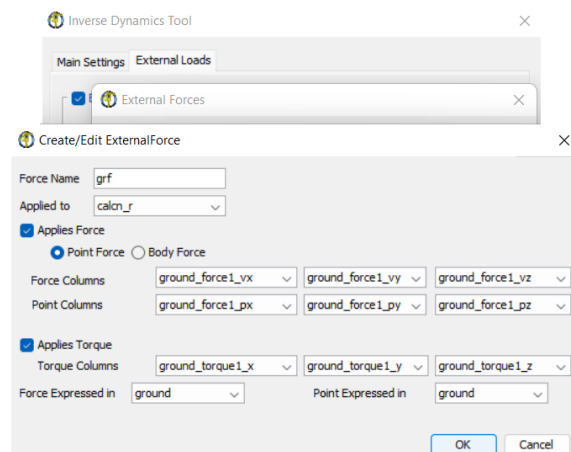 Inverse Dynamics Tool
Main Settings External Loads
External Forces
Create/Edit ExternalForce
Force Name grf
Applied to calcn_r
Applies Force
Point Force Body Force
Force Columns ground_force1_vx ground_force1_vy ground_force1_vz
Point Columns ground_force1_px ground_force1_py ground_force1_pz
Applies Torque
Torque Columns ground_torque1_x ground_torque1_y ground_torque1_z
Force Expressed in ground Point Expressed in ground
OK Cancel